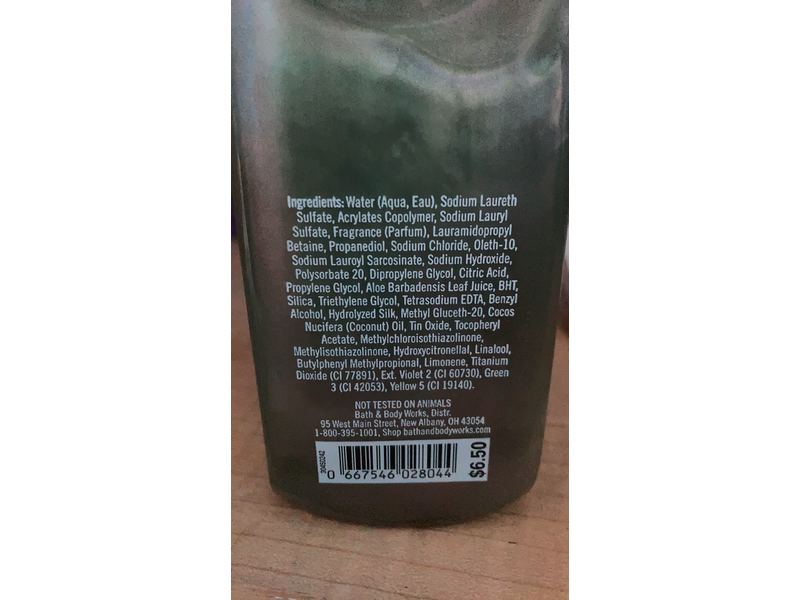 Ingredients: Water (Aqua, Eau), Sodium Laureth
Sulfate, Acrylates Copolymer, Sodium Lauryl
Sulfate, Fragrance (Parfum), Lauramidopropyl
Betaine, Propanediol, Sodium Chloride, Oleth-10,
Sodium Lauroyl Sarcosinate, Sodium Hydroxide,
Polysorbate 20, Dipropylene Glycol, Citric Acid,
Propylene Glycol, Aloe Barbadensis Leaf Juice, BHT,
Silica, Triethylene Glycol, Tetrasodium EDTA, Benzyl
Alcohol, Hydrolyzed Silk, Methyl Gluceth-20, Cocos
Nucifera (Coconut) Oil, Tin Oxide, Tocopheryl
Acetate, Methylchloroisothiazolinone,
Methylisothiazolinone, Hydroxycitronellal, Linalool,
Butylphenyl Methylpropional, Limonene, Titanium
Dioxide (CI 77891), Ext. Violet 2 (CI 60730), Green
3 (CI 42053), Yellow 5 (CI 19140).
NOT TESTED ON ANIMALS
Bath & Body Works, Distr.
95 West Main Street, New Albany, OH 43054
1-800-395-1001, Shop bathandbodyworks.com
0 667546 028044
$6.50